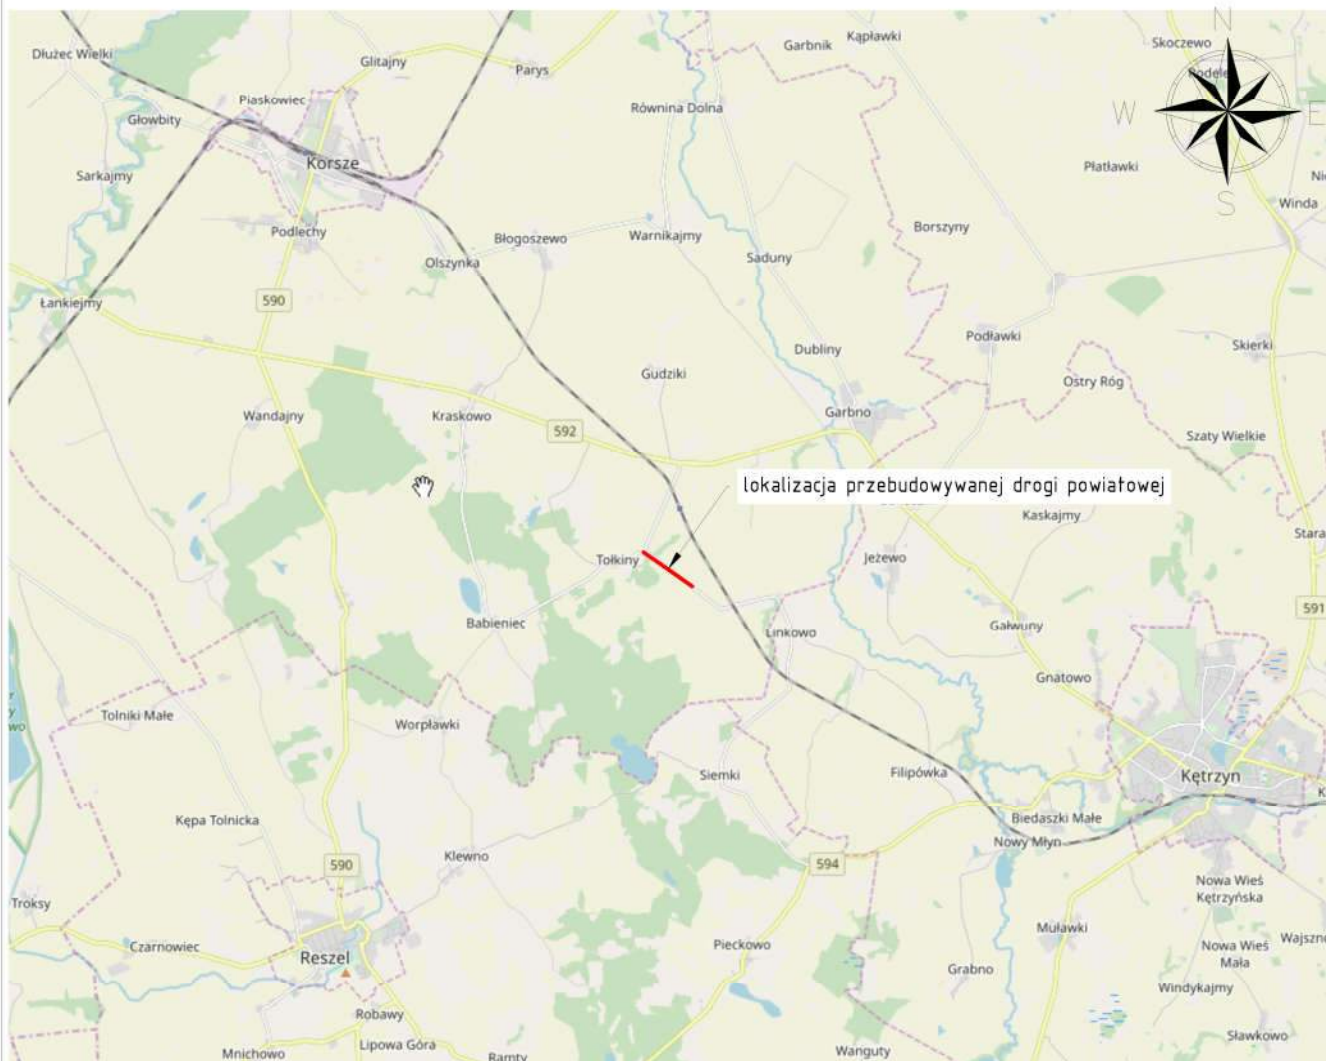 N
Dłużec Wielki
Glitajny
Parys
Garbnik
Kąpławki
Skoczewo
Piaskowiec
Głowbity
Równina Dolna
W
E
Korsze
Sarkajmy
Płatławki
Winda
S
Podlechy
Błogoszewo
Olszynka
Warnikajmy
Borszyny
Saduny
Łankiejmy
590
Podławki
Skierki
Dubliny
Gudziki
Ostry Róg
Wandajny
Kraskowo
592
Garbno
Szaty Wielkie
lokalizacja przebudowywanej drogi powiatowej
Kaskajmy
Stara
Tołkiny
Jeżewo
591
Babieniec
Linkowo
Gałwuny
Gnatowo
Tolniki Małe
Worpławki
Siemki
Filipówka
Kętrzyn
Kępa Tolnicka
Biedaszki Małe
Nowy Młyn
590
Klewno
594
Nowa Wieś
Kętrzyńska
Troksy
Czarnowiec
Reszel
Pieckowo
Muławki
Nowa Wieś
Mała
Grabno
Windykajmy
Robawy
Sławkowo
Mnichowo
Lipowa Góra
Ramty
Wanguty